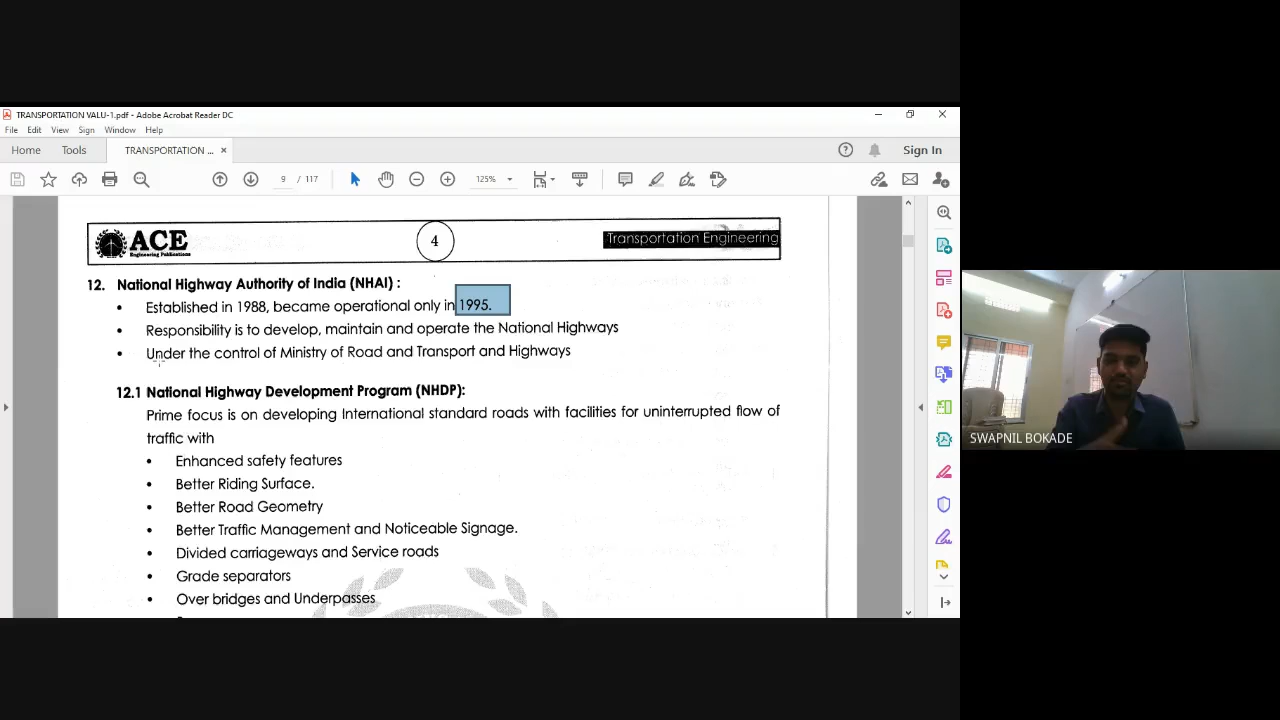 TRANSPORTATION VALU-1.pdf - Adobe Acrobat Reader DC
File Edit View Sign Window Help
Home Tools TRANSPORTATION ... × Sign In
9 / 117 125%
ACE
Engineering Publications
4
Transportation Engineering
12. National Highway Authority of India (NHAI) :
• Established in 1988, became operational only in 1995.
• Responsibility is to develop, maintain and operate the National Highways
• Under the control of Ministry of Road and Transport and Highways
12.1 National Highway Development Program (NHDP):
Prime focus is on developing International standard roads with facilities for uninterrupted flow of
traffic with
• Enhanced safety features
• Better Riding Surface.
• Better Road Geometry
• Better Traffic Management and Noticeable Signage.
• Divided carriageways and Service roads
• Grade separators
• Over bridges and Underpasses
SWAPNIL BOKADE